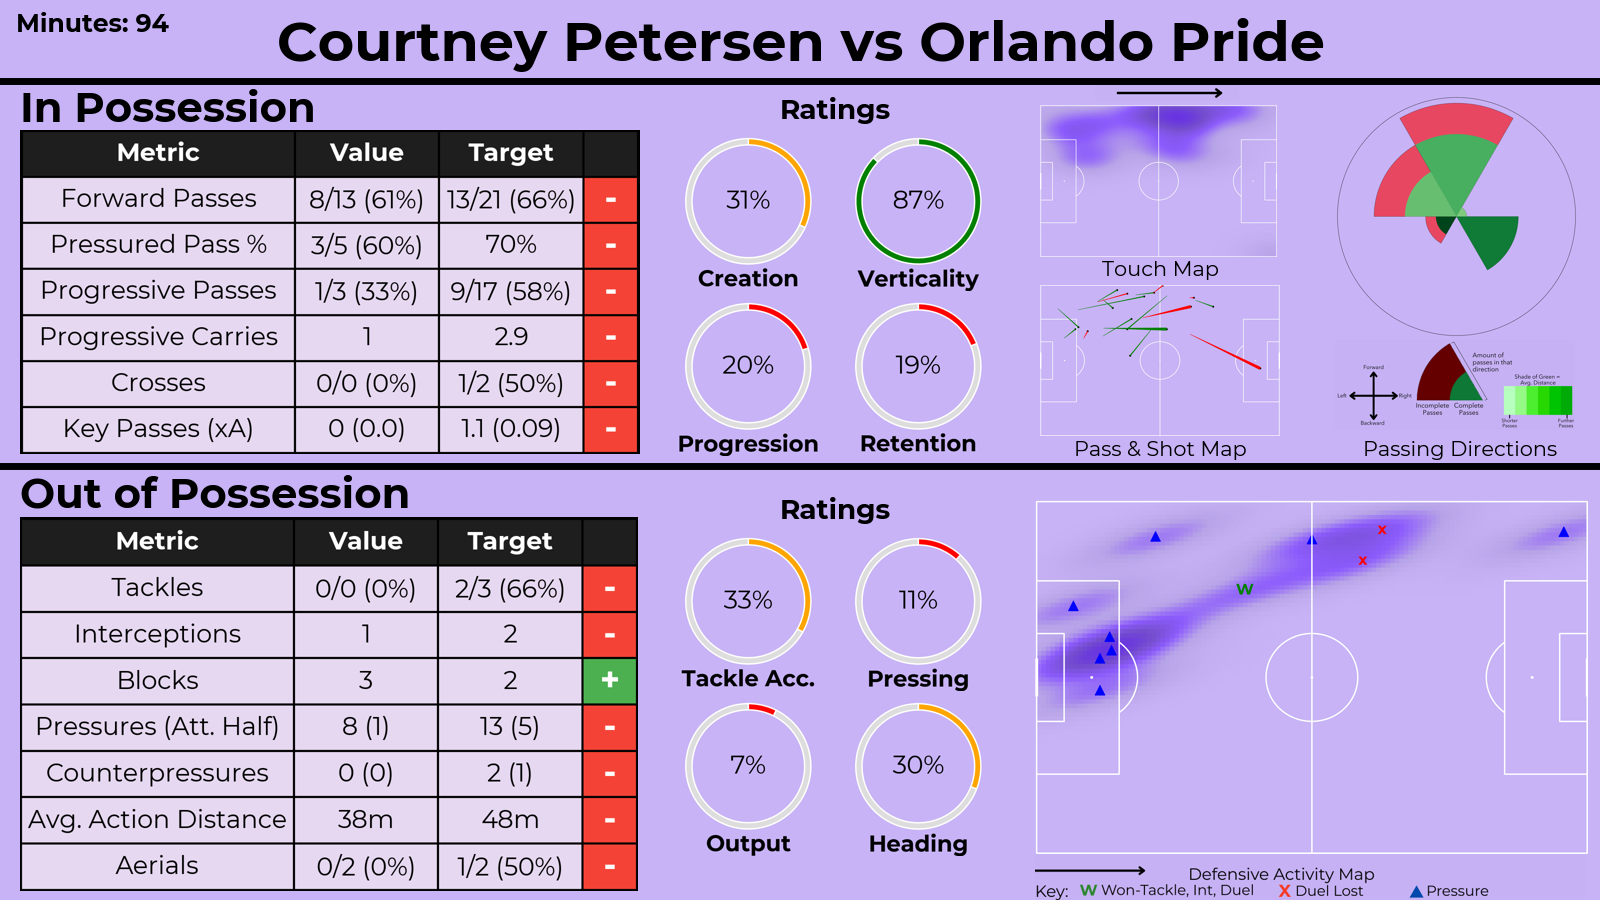 Minutes: 94
Courtney Petersen vs Orlando Pride
In Possession
Metric Value Target
Forward Passes 8/13 (61%) 13/21 (66%) -
Pressured Pass % 3/5 (60%) 70% -
Progressive Passes 1/3 (33%) 9/17 (58%) -
Progressive Carries 1 2.9 -
Crosses 0/0 (0%) 1/2 (50%) -
Key Passes (xA) 0 (0.0) 1.1 (0.09) -
Ratings
31% 87%
Creation Verticality
20% 19%
Progression Retention
Touch Map
Pass & Shot Map
Forward
Left Right
Backward
Amount of
passes in that
direction
Incomplete Complete
Passes Passes
Shade of Green =
Avg. Distance
Shorter Further
Passes Passes
Passing Directions
Out of Possession
Metric Value Target
Tackles 0/0 (0%) 2/3 (66%) -
Interceptions 1 2 -
Blocks 3 2 +
Pressures (Att. Half) 8 (1) 13 (5) -
Counterpressures 0 (0) 2 (1) -
Avg. Action Distance 38m 48m -
Aerials 0/2 (0%) 1/2 (50%) -
Ratings
33% 11%
Tackle Acc. Pressing
7% 30%
Output Heading
X
X
W
Defensive Activity Map
Key: W Won-Tackle, Int, Duel X Duel Lost Pressure